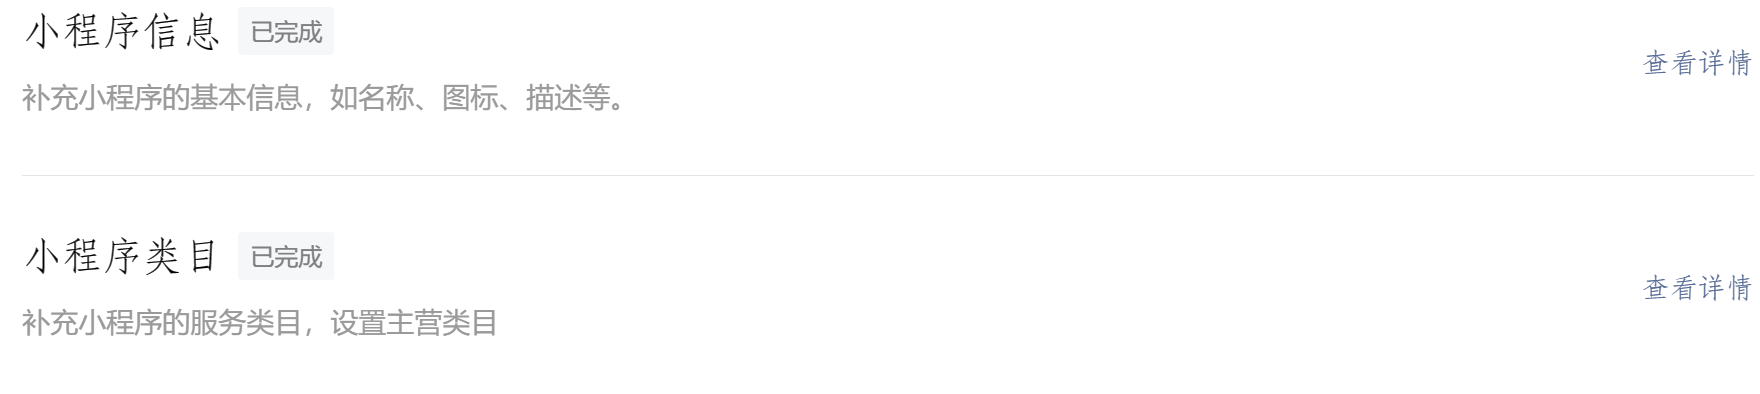 小程序信息 已完成
查看详情
补充小程序的基本信息，如名称、图标、描述等。
小程序类目 已完成
查看详情
补充小程序的服务类目，设置主营类目